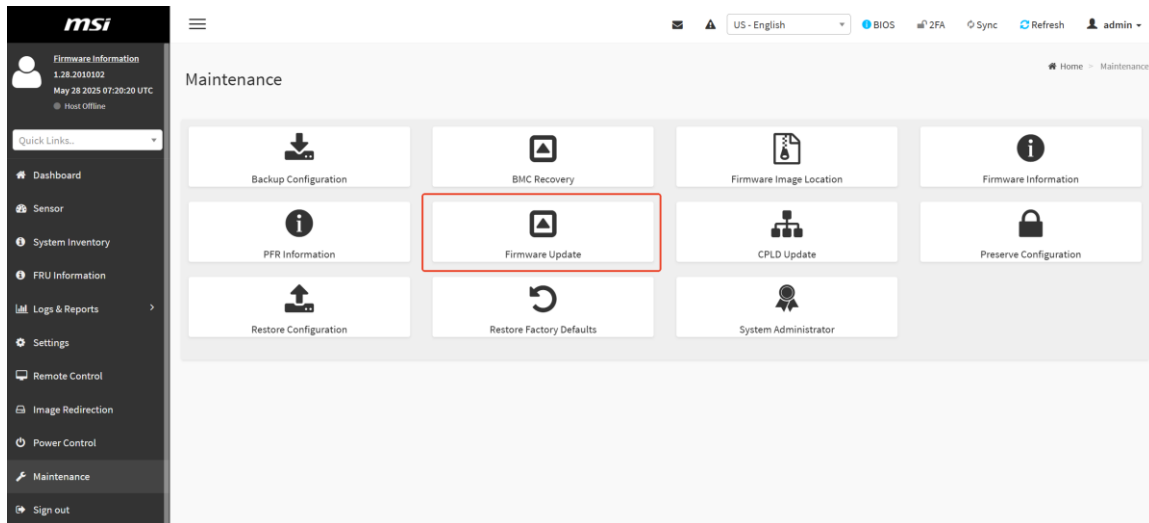 msi
US - English
BIOS
2FA
Sync
Refresh
admin
Firmware Information
1.28.2010102
May 28 2025 07:20:20 UTC
Host Offline
Quick Links..
Dashboard
Sensor
System Inventory
FRU Information
Logs & Reports
Settings
Remote Control
Image Redirection
Power Control
Maintenance
Sign out
Maintenance
Home > Maintenance
Backup Configuration
BMC Recovery
Firmware Image Location
Firmware Information
PFR Information
Firmware Update
CPLD Update
Preserve Configuration
Restore Configuration
Restore Factory Defaults
System Administrator